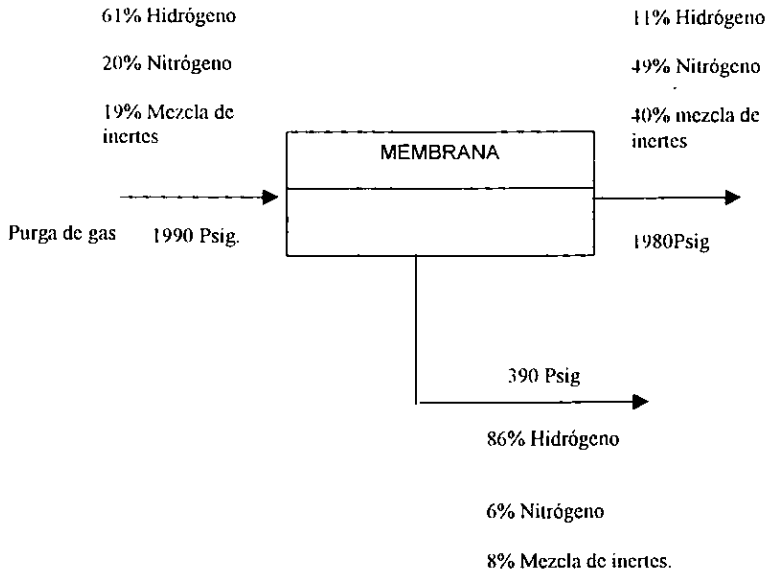 61% Hidrógeno
20% Nitrógeno
19% Mezcla de
inertes
11% Hidrógeno
49% Nitrógeno
40% mezcla de
inertes
MEMBRANA
Purga de gas 1990 Psig.
1980Psig
390 Psig
86% Hidrógeno
6% Nitrógeno
8% Mezcla de inertes.